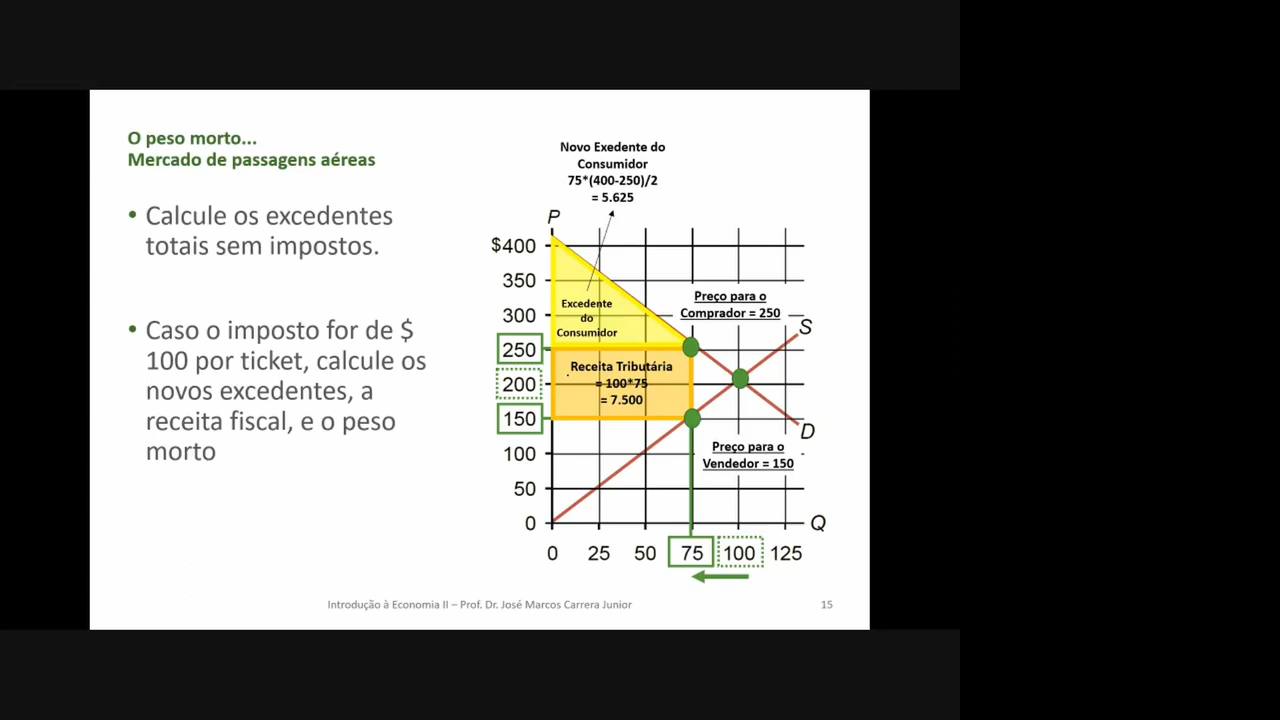 O peso morto...
Mercado de passagens aéreas
• Calcule os excedentes
totais sem impostos.
• Caso o imposto for de $
100 por ticket, calcule os
novos excedentes, a
receita fiscal, e o peso
morto
Novo Exedente do
Consumidor
75*(400-250)/2
= 5.625
P
$400
350
300
250
200
150
100
50
0
Excedente
do
Consumidor
Preço para o
Comprador = 250
S
Receita Tributária
= 100*75
= 7.500
D
Preço para o
Vendedor = 150
Q
0 25 50 75 100 125
Introdução à Economia II – Prof. Dr. José Marcos Carrera Junior
15